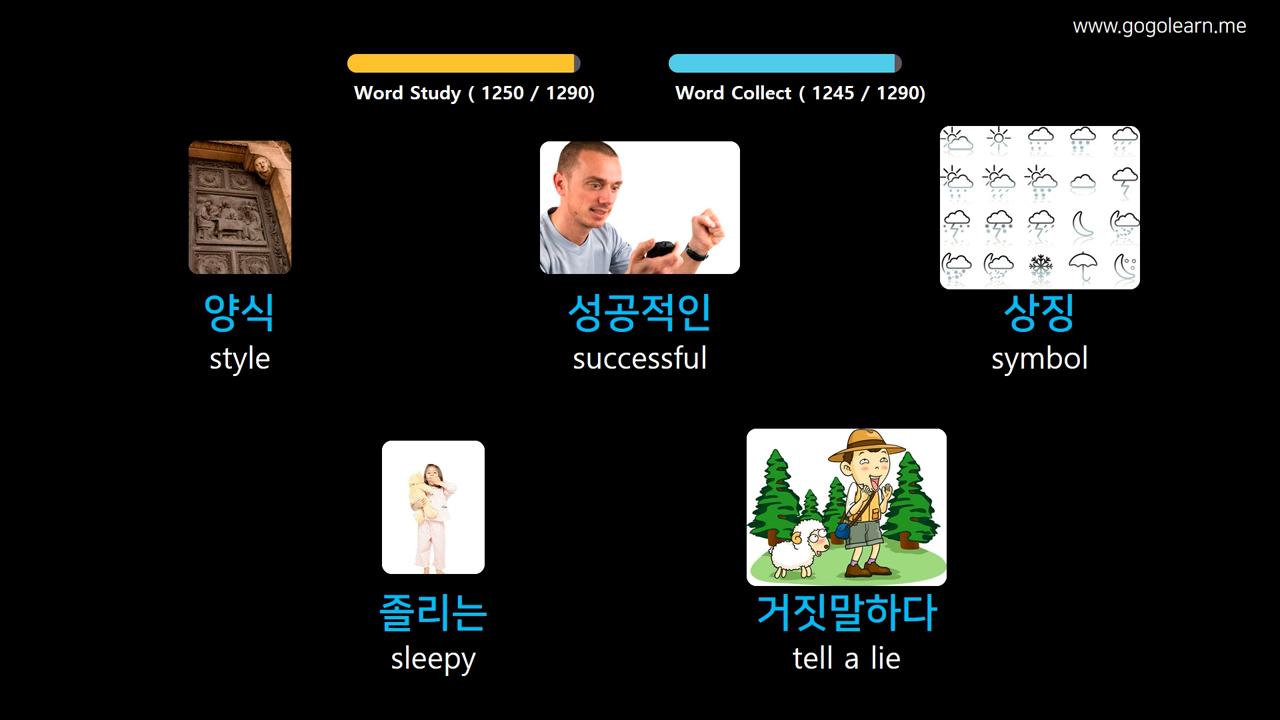 www.gogolearn.me
Word Study ( 1250 / 1290)
Word Collect ( 1245 / 1290)
양식
style
성공적인
successful
상징
symbol
졸리는
sleepy
거짓말하다
tell a lie